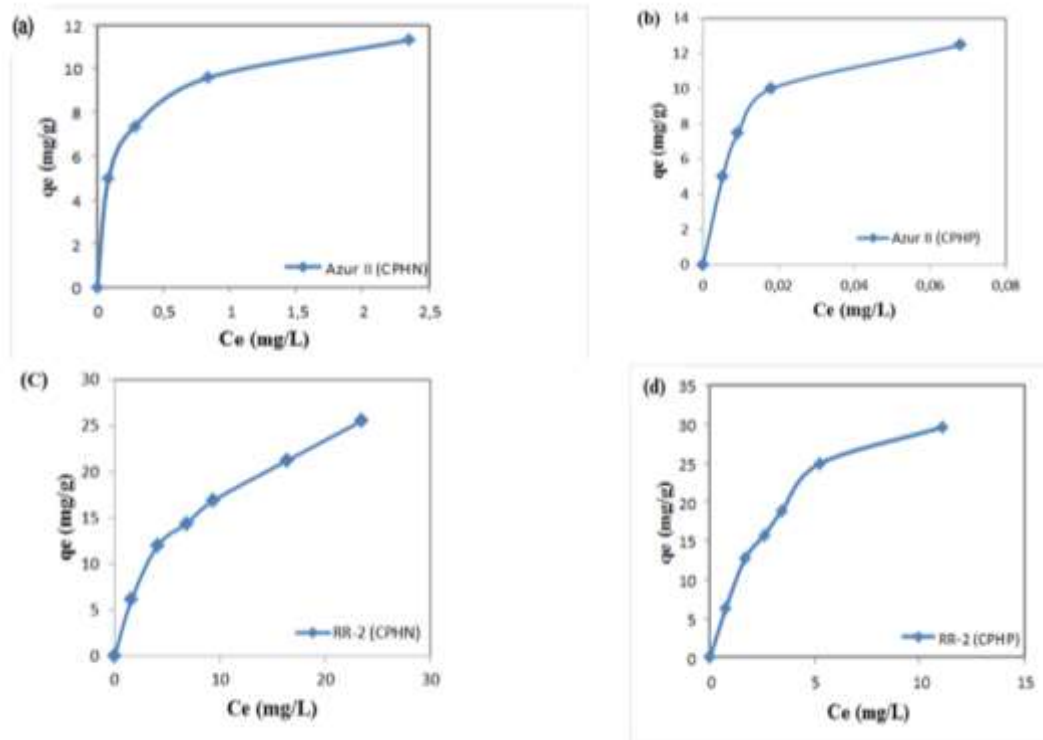 (a)
12
10
8
6
4
2
0
qe (mg/g)
Azur II (CPHN)
0 0,5 1 1,5 2 2,5
Ce (mg/L)
(b)
14
12
10
8
6
4
2
0
qe (mg/g)
Azur II (CPHP)
0 0,02 0,04 0,06 0,08
Ce (mg/L)
(C)
30
25
20
15
10
5
0
qe (mg/g)
RR-2 (CPHN)
0 10 20 30
Ce (mg/L)
(d)
35
30
25
20
15
10
5
0
qe (mg/g)
RR-2 (CPHP)
0 5 10 15
Ce (mg/L)